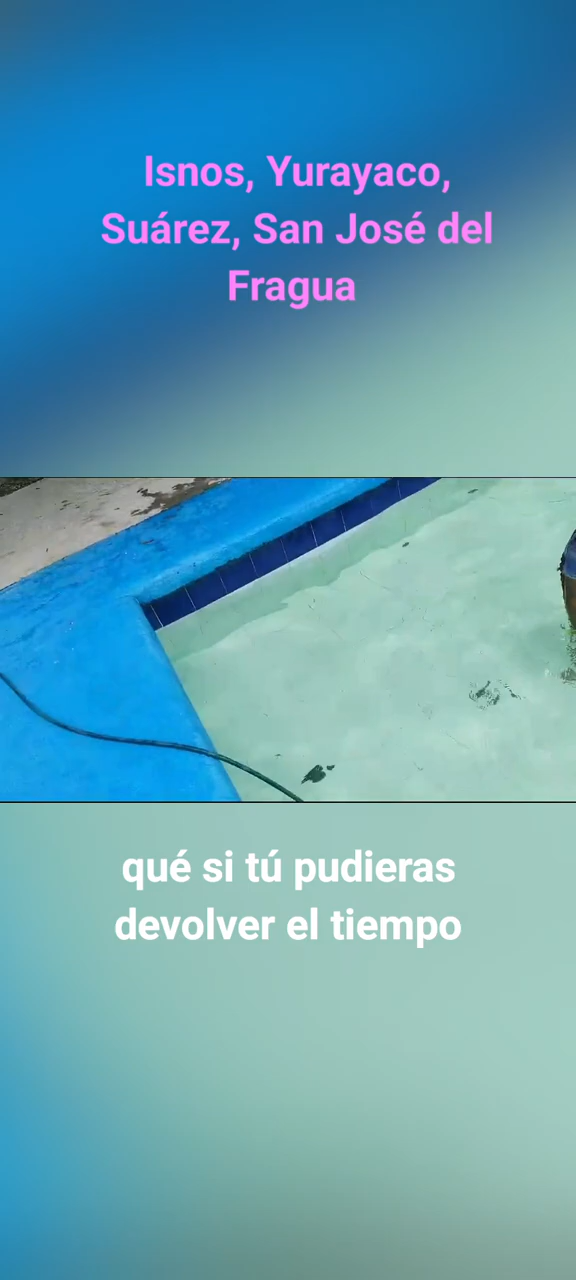 Isnos, Yurayaco,
Suárez, San José del
Fragua
qué si tú pudieras
devolver el tiempo